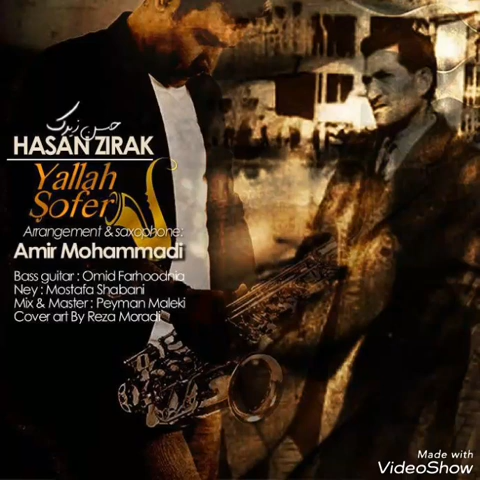 حسن زیرک
HASAN ZIRAK
Yallah
Şofer
Arrangement & saxophone:
Amir Mohammadi
Bass guitar : Omid Farhoodnia
Ney : Mostafa Shabani
Mix & Master : Peyman Maleki
Cover art By Reza Moradi
Made with
VideoShow